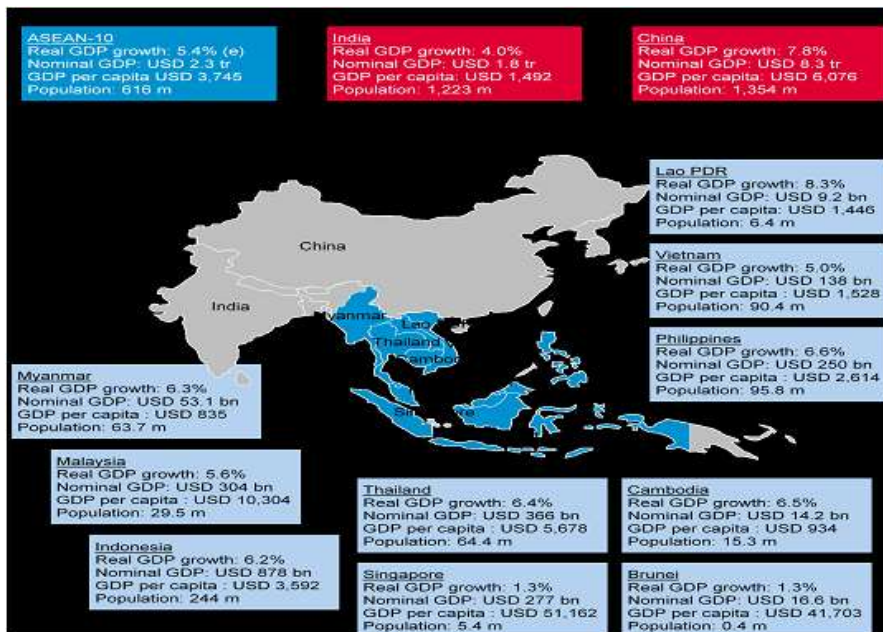 ASEAN-10
Real GDP growth: 5.4% (e)
Nominal GDP: USD 2.3 tr
GDP per capita USD 3,745
Population: 616 m
India
Real GDP growth: 4.0%
Nominal GDP: USD 1.8 tr
GDP per capita: USD 1,492
Population: 1,223 m
China
Real GDP growth: 7.8%
Nominal GDP: USD 8.3 tr
GDP per capita: USD 6,076
Population: 1,354 m
Lao PDR
Real GDP growth: 8.3%
Nominal GDP: USD 9.2 bn
GDP per capita: USD 1,446
Population: 6.4 m
China
Vietnam
Real GDP growth: 5.0%
Nominal GDP: USD 138 bn
GDP per capita : USD 1,528
Population: 90.4 m
India
Myanmar
Lao
Thailand
Cambo
Philippines
Real GDP growth: 6.6%
Nominal GDP: USD 250 bn
GDP per capita : USD 2,614
Population: 95.8 m
Myanmar
Real GDP growth: 6.3%
Nominal GDP: USD 53.1 bn
GDP per capita : USD 835
Population: 63.7 m
Malaysia
Real GDP growth: 5.6%
Nominal GDP: USD 304 bn
GDP per capita : USD 10,304
Population: 29.5 m
Thailand
Real GDP growth: 6.4%
Nominal GDP: USD 366 bn
GDP per capita : USD 5,678
Population: 64.4 m
Cambodia
Real GDP growth: 6.5%
Nominal GDP: USD 14.2 bn
GDP per capita : USD 934
Population: 15.3 m
Indonesia
Real GDP growth: 6.2%
Nominal GDP: USD 878 bn
GDP per capita : USD 3,592
Population: 244 m
Singapore
Real GDP growth: 1.3%
Nominal GDP: USD 277 bn
GDP per capita : USD 51,162
Population: 5.4 m
Brunei
Real GDP growth: 1.3%
Nominal GDP: USD 16.6 bn
GDP per capita : USD 41,703
Population: 0.4 m